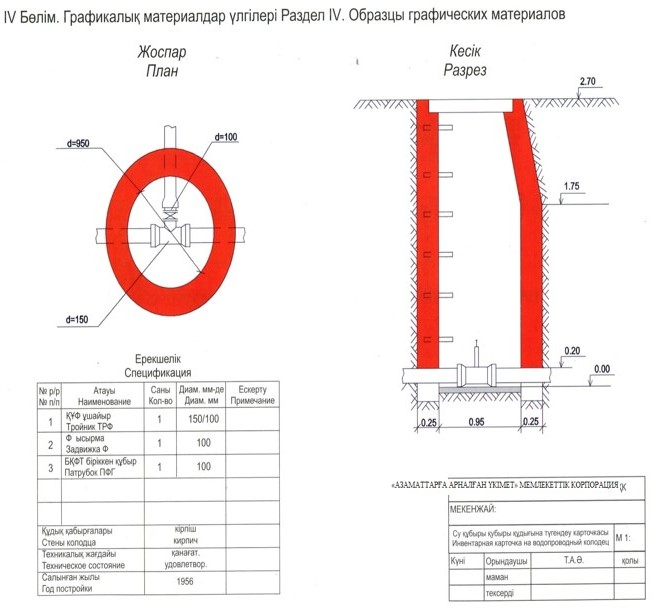 IV Бөлім. Графикалық материалдар үлгілері Раздел IV. Образцы графических материалов
Жоспар
План
d=950
d=100
d=150
Кесік
Разрез
2.70
1.75
0.20
0.00
0.25 0.95 0.25
Ерекшелік
Спецификация
№ р/р Атауы Саны Диам. мм-де Ескерту
№ п/п Наименование Кол-во Диам. мм Примечание
1 ҚҰФ үшайыр 1 150/100
Тройник ТРФ
2 Ф ысырма 1 100
Задвижка Ф
3 БҚФТ біріккен құбыр 1 100
Патрубок ПФГ
Құдық қабырғалары кірпіш
Стены колодца кирпич
Техникалық жағдайы қанағат.
Техническое состояние удовлетвор.
Салынған жылы 1956
Год постройки
«АЗАМАТТАРҒА АРНАЛҒАН ҮКІМЕТ» МЕМЛЕКЕТТІК КОРПОРАЦИЯ
МЕКЕНЖАЙ:
Су құбыры құбыры құдығына түгендеу карточкасы
Инвентарная карточка на водопроводный колодец
М 1:
Күні Орындаушы Т.А.Ә. қолы
маман
тексерді